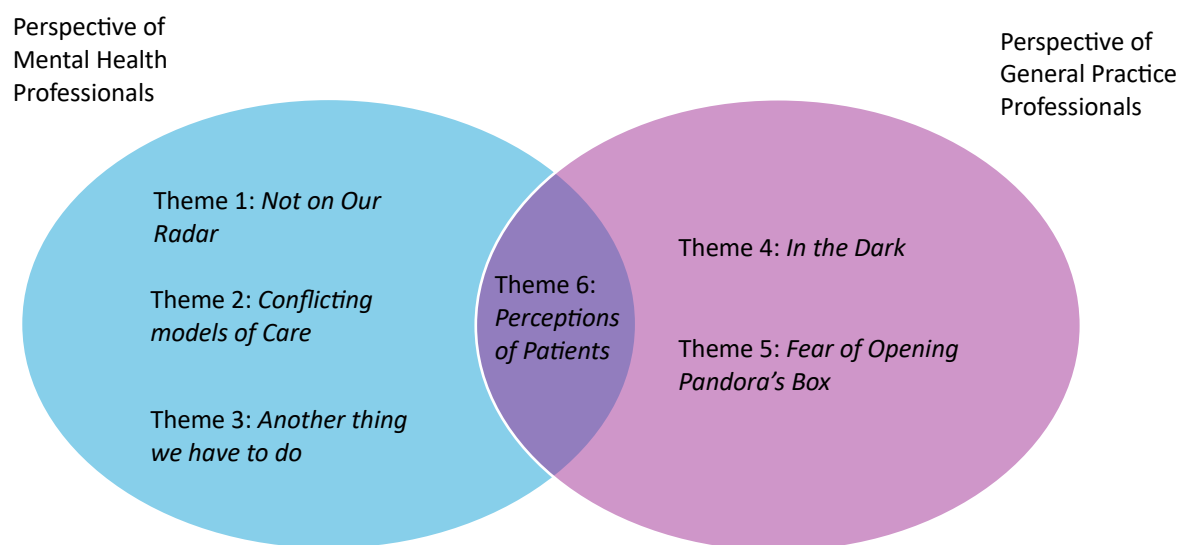 Perspective of
Mental Health
Professionals
Perspective of
General Practice
Professionals
Theme 1: Not on Our
Radar
Theme 2: Conflicting
models of Care
Theme 3: Another thing
we have to do
Theme 6:
Perceptions
of Patients
Theme 4: In the Dark
Theme 5: Fear of Opening
Pandora’s Box